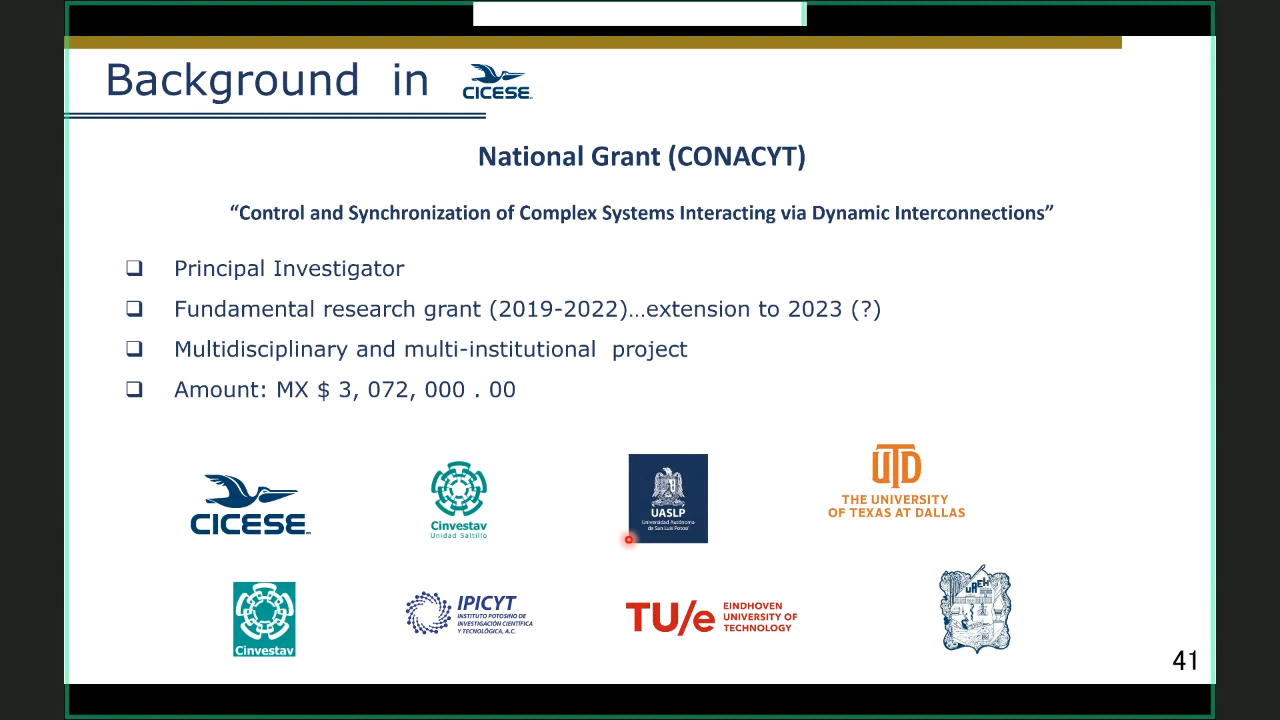 Background in CICESE
National Grant (CONACYT)
“Control and Synchronization of Complex Systems Interacting via Dynamic Interconnections”
❑ Principal Investigator
❑ Fundamental research grant (2019-2022)…extension to 2023 (?)
❑ Multidisciplinary and multi-institutional project
❑ Amount: MX $ 3, 072, 000 . 00
CICESE
Cinvestav
Unidad Saltillo
UASLP
Universidad Autónoma
de San Luis Potosí
UTD
THE UNIVERSITY
OF TEXAS AT DALLAS
Cinvestav
IPICYT
INSTITUTO POTOSINO DE
INVESTIGACIÓN CIENTÍFICA
Y TECNOLÓGICA, A.C.
TU/e EINDHOVEN
UNIVERSITY OF
TECHNOLOGY
UAEH
41